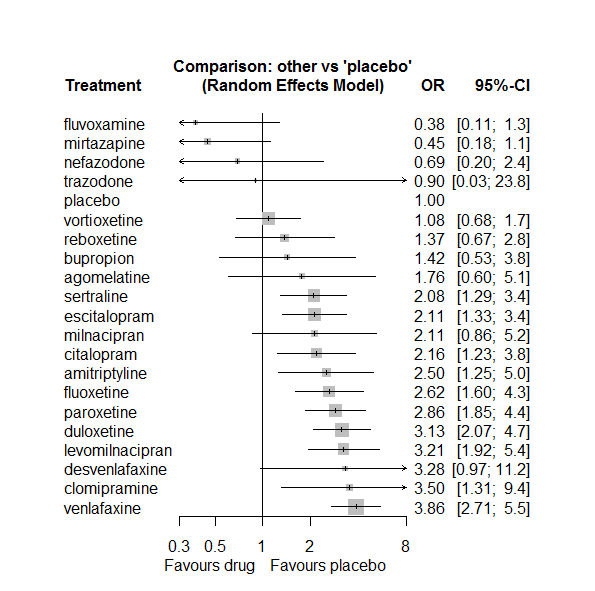 Comparison: other vs 'placebo'
Treatment (Random Effects Model) OR 95%-CI
fluvoxamine 0.38 [0.11; 1.3]
mirtazapine 0.45 [0.18; 1.1]
nefazodone 0.69 [0.20; 2.4]
trazodone 0.90 [0.03; 23.8]
placebo 1.00
vortioxetine 1.08 [0.68; 1.7]
reboxetine 1.37 [0.67; 2.8]
bupropion 1.42 [0.53; 3.8]
agomelatine 1.76 [0.60; 5.1]
sertraline 2.08 [1.29; 3.4]
escitalopram 2.11 [1.33; 3.4]
milnacipran 2.11 [0.86; 5.2]
citalopram 2.16 [1.23; 3.8]
amitriptyline 2.50 [1.25; 5.0]
fluoxetine 2.62 [1.60; 4.3]
paroxetine 2.86 [1.85; 4.4]
duloxetine 3.13 [2.07; 4.7]
levomilnacipran 3.21 [1.92; 5.4]
desvenlafaxine 3.28 [0.97; 11.2]
clomipramine 3.50 [1.31; 9.4]
venlafaxine 3.86 [2.71; 5.5]
0.3 0.5 1 2 8
Favours drug Favours placebo